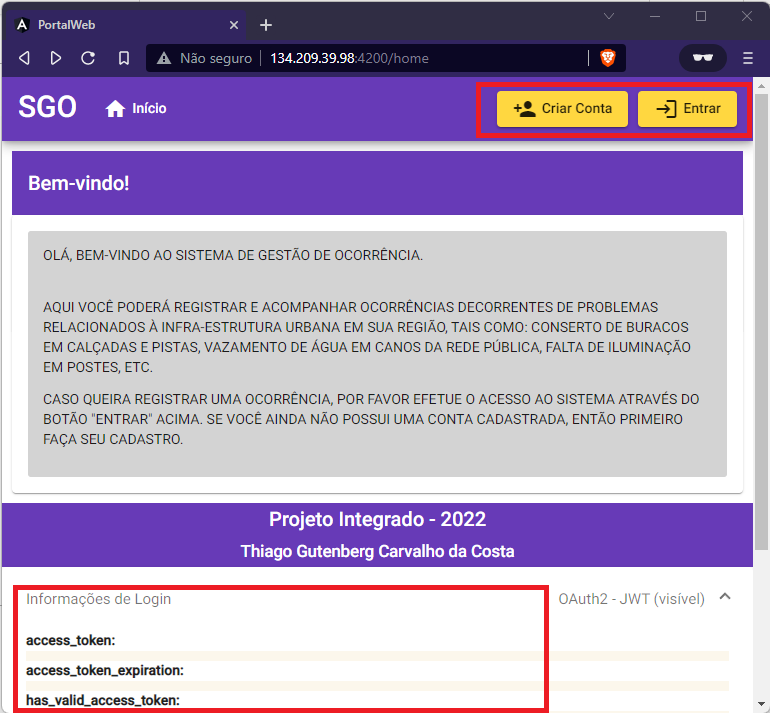 PortalWeb
Não seguro
134.209.39.98:4200/home
SGO
Início
Criar Conta
Entrar
Bem-vindo!
OLÁ, BEM-VINDO AO SISTEMA DE GESTÃO DE OCORRÊNCIA.
AQUI VOCÊ PODERÁ REGISTRAR E ACOMPANHAR OCORRÊNCIAS DECORRENTES DE PROBLEMAS
RELACIONADOS À INFRA-ESTRUTURA URBANA EM SUA REGIÃO, TAIS COMO: CONSERTO DE BURACOS
EM CALÇADAS E PISTAS, VAZAMENTO DE ÁGUA EM CANOS DA REDE PÚBLICA, FALTA DE ILUMINAÇÃO
EM POSTES, ETC.
CASO QUEIRA REGISTRAR UMA OCORRÊNCIA, POR FAVOR EFETUE O ACESSO AO SISTEMA ATRAVÉS DO
BOTÃO "ENTRAR" ACIMA. SE VOCÊ AINDA NÃO POSSUI UMA CONTA CADASTRADA, ENTÃO PRIMEIRO
FAÇA SEU CADASTRO.
Projeto Integrado - 2022
Thiago Gutenberg Carvalho da Costa
Informações de Login
OAuth2 - JWT (visível)
access_token:
access_token_expiration:
has_valid_access_token: